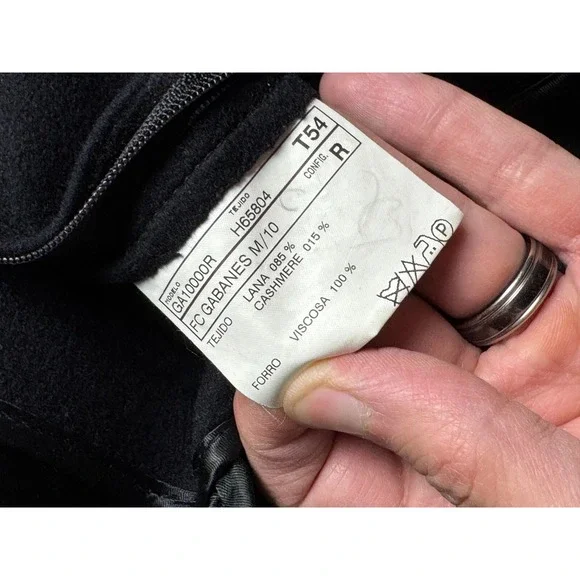 MODELO
GA10000R
TEJIDO
H65804
T54
FC GABANES M/10
CONFIG.
R
TEJIDO
LANA 085 %
CASHMERE 015 %
FORRO
VISCOSA 100 %
P